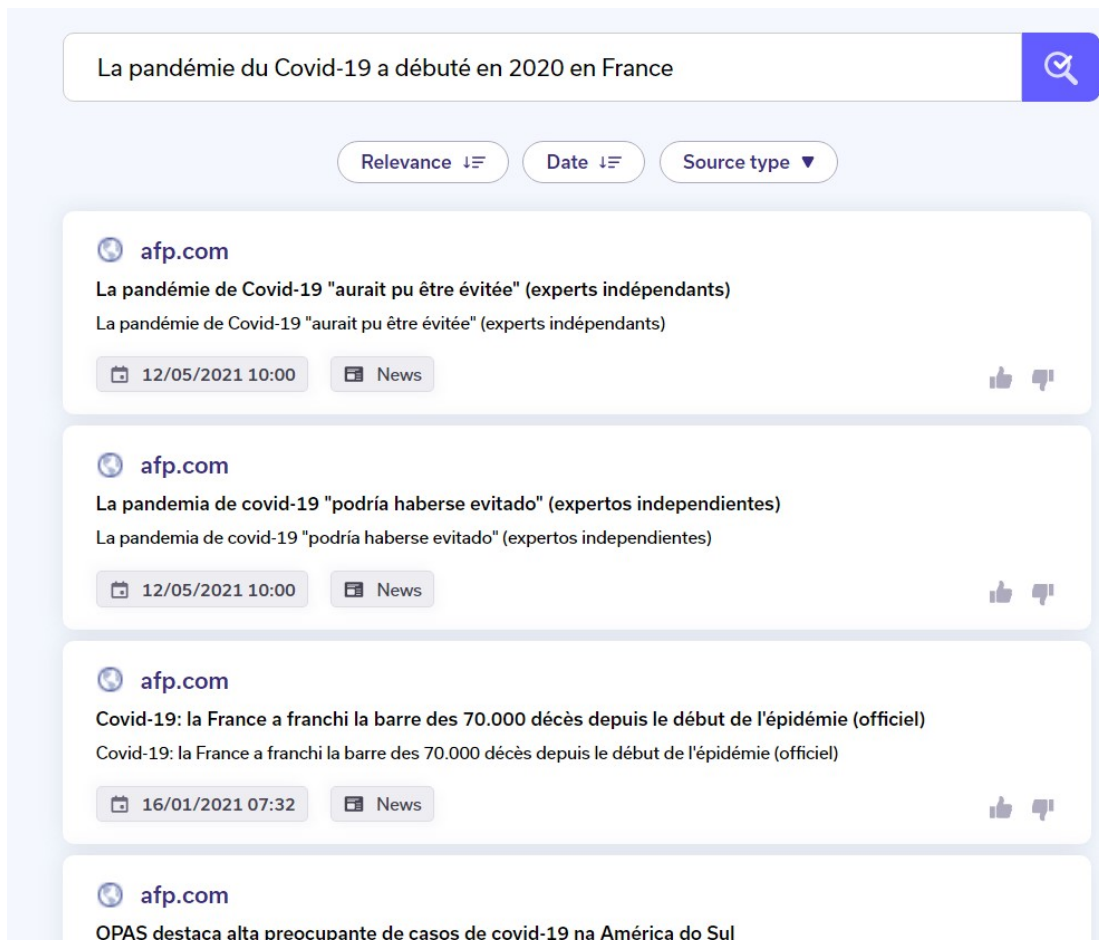 La pandémie du Covid-19 a débuté en 2020 en France
Relevance Date Source type
afp.com
La pandémie de Covid-19 "aurait pu être évitée" (experts indépendants)
La pandémie de Covid-19 "aurait pu être évitée" (experts indépendants)
12/05/2021 10:00 News
afp.com
La pandemia de covid-19 "podría haberse evitado" (expertos independientes)
La pandemia de covid-19 "podría haberse evitado" (expertos independientes)
12/05/2021 10:00 News
afp.com
Covid-19: la France a franchi la barre des 70.000 décès depuis le début de l'épidémie (officiel)
Covid-19: la France a franchi la barre des 70.000 décès depuis le début de l'épidémie (officiel)
16/01/2021 07:32 News
afp.com
OPAS destaca alta preocupante de casos de covid-19 na América do Sul